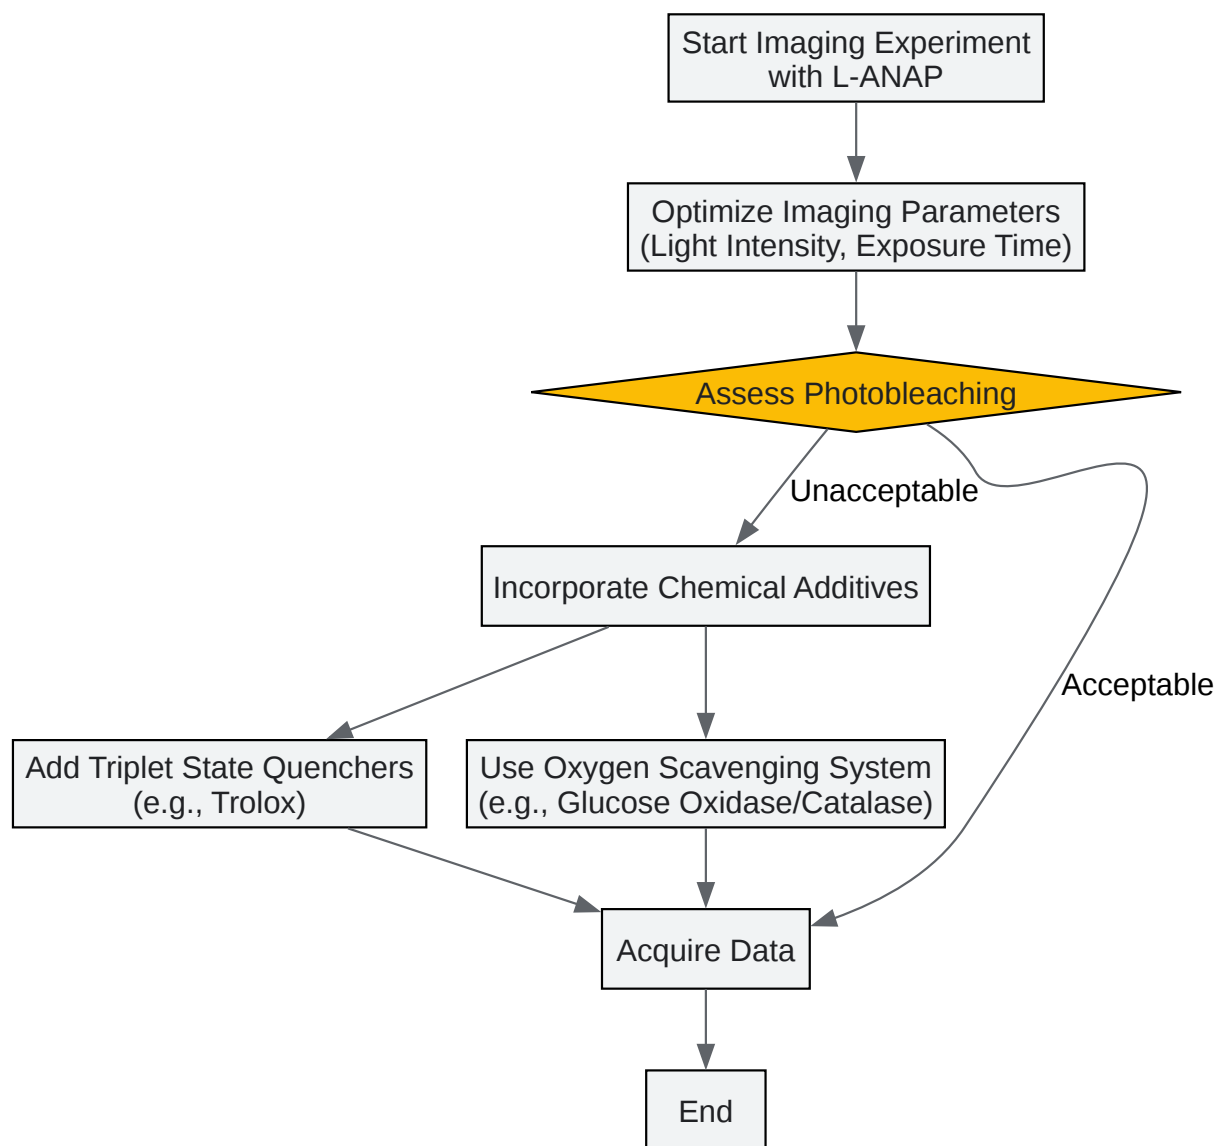 Start Imaging Experiment
with L-ANAP
Optimize Imaging Parameters
(Light Intensity, Exposure Time)
Assess Photobleaching
Unacceptable
Incorporate Chemical Additives
Acceptable
Add Triplet State Quenchers
(e.g., Trolox)
Use Oxygen Scavenging System
(e.g., Glucose Oxidase/Catalase)
Acquire Data
End